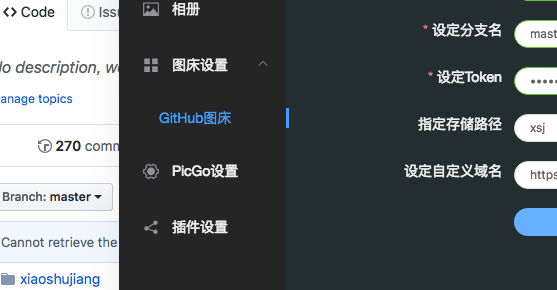 Code
Issu
相册
o description, we
anage topics
图床设置
GitHub图床
270 comm
PicGo设置
Branch: master
插件设置
Cannot retrieve the
xiaoshujiang
* 设定分支名
mast
* 设定Token
指定存储路径
xsj
设定自定义域名
https